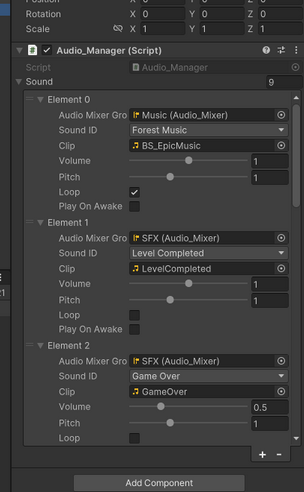 Position X 0 Y 0 Z 0
Rotation X 0 Y 0 Z 0
Scale X 1 Y 1 Z 1
# Audio_Manager (Script)
Script Audio_Manager
Sound 9
Element 0
Audio Mixer Gro Music (Audio_Mixer)
Sound ID Forest Music
Clip BS_EpicMusic
Volume 1
Pitch 1
Loop
Play On Awake
Element 1
Audio Mixer Gro SFX (Audio_Mixer)
Sound ID Level Completed
Clip LevelCompleted
Volume 1
Pitch 1
Loop
Play On Awake
Element 2
Audio Mixer Gro SFX (Audio_Mixer)
Sound ID Game Over
Clip GameOver
Volume 0.5
Pitch 1
Loop
21
+ -
Add Component